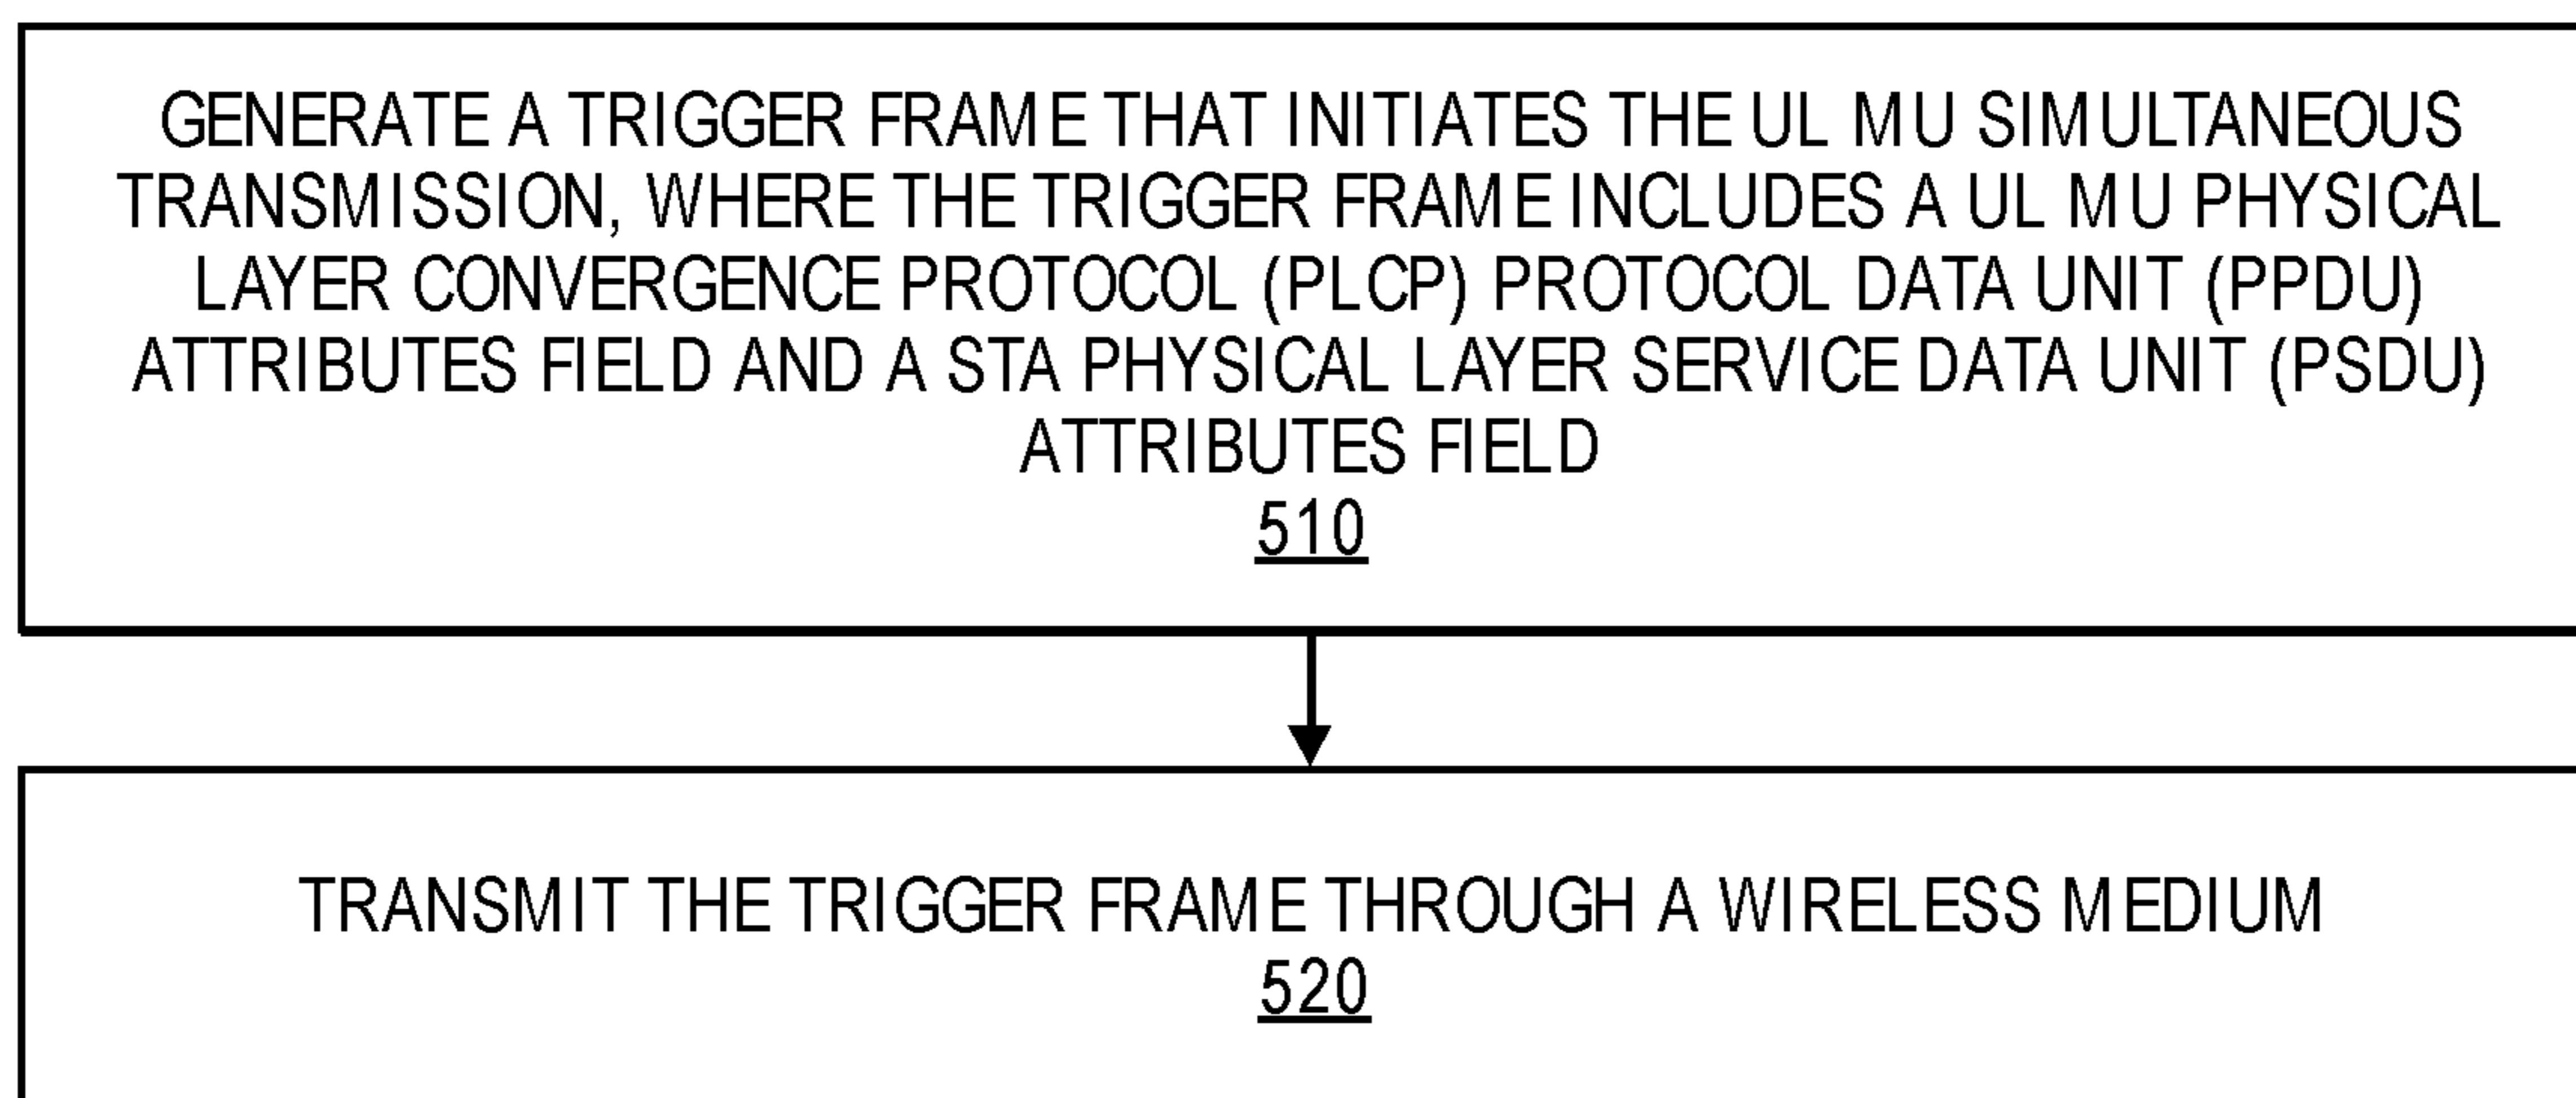 GENERATE A TRIGGER FRAME THAT INITIATES THE UL MU SIMULTANEOUS
TRANSMISSION, WHERE THE TRIGGER FRAME INCLUDES A UL MU PHYSICAL
LAYER CONVERGENCE PROTOCOL (PLCP) PROTOCOL DATA UNIT (PPDU)
ATTRIBUTES FIELD AND A STA PHYSICAL LAYER SERVICE DATA UNIT (PSDU)
ATTRIBUTES FIELD
510
TRANSMIT THE TRIGGER FRAME THROUGH A WIRELESS MEDIUM
520